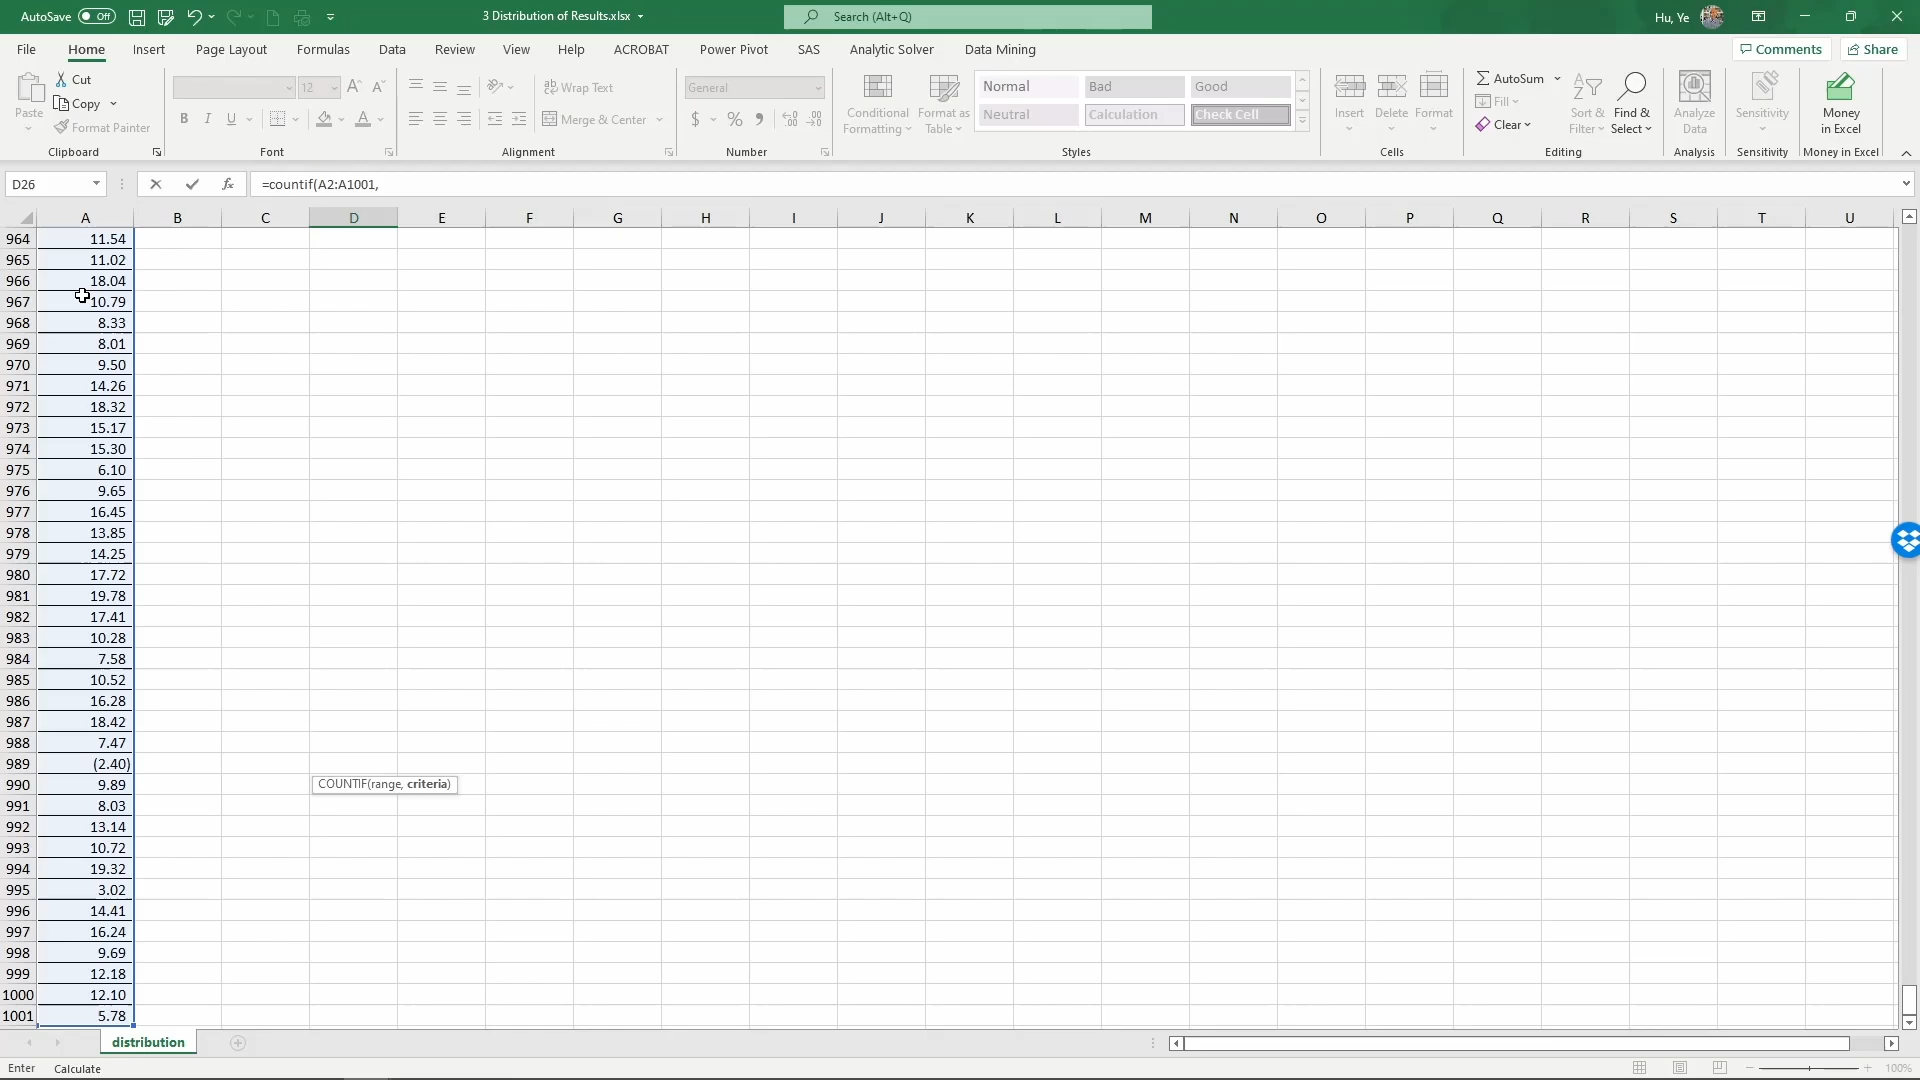 AutoSave Off 3 Distribution of Results.xlsx Search (Alt+Q) Hu, Ye
File Home Insert Page Layout Formulas Data Review View Help ACROBAT Power Pivot SAS Analytic Solver Data Mining Comments Share
Paste
Cut
Copy
Format Painter
Clipboard
12
B I U
Font
Wrap Text
Merge & Center
Alignment
General
$ % 9
Number
Conditional Formatting
Format as Table
Normal Bad Good
Neutral Calculation Check Cell
Styles
Insert Delete Format
Cells
AutoSum
Fill
Clear
Sort & Filter
Find & Select
Editing
Analyze Data
Analysis
Sensitivity
Sensitivity
Money in Excel
Money in Excel
D26 fx =countif(A2:A1001,
A B C D E F G H I J K L M N O P Q R S T U
964 11.54
965 11.02
966 18.04
967 10.79
968 8.33
969 8.01
970 9.50
971 14.26
972 18.32
973 15.17
974 15.30
975 6.10
976 9.65
977 16.45
978 13.85
979 14.25
980 17.72
981 19.78
982 17.41
983 10.28
984 7.58
985 10.52
986 16.28
987 18.42
988 7.47
989 (2.40)
990 9.89 COUNTIF(range, criteria)
991 8.03
992 13.14
993 10.72
994 19.32
995 3.02
996 14.41
997 16.24
998 9.69
999 12.18
1000 12.10
1001 5.78
distribution
Enter Calculate 100%